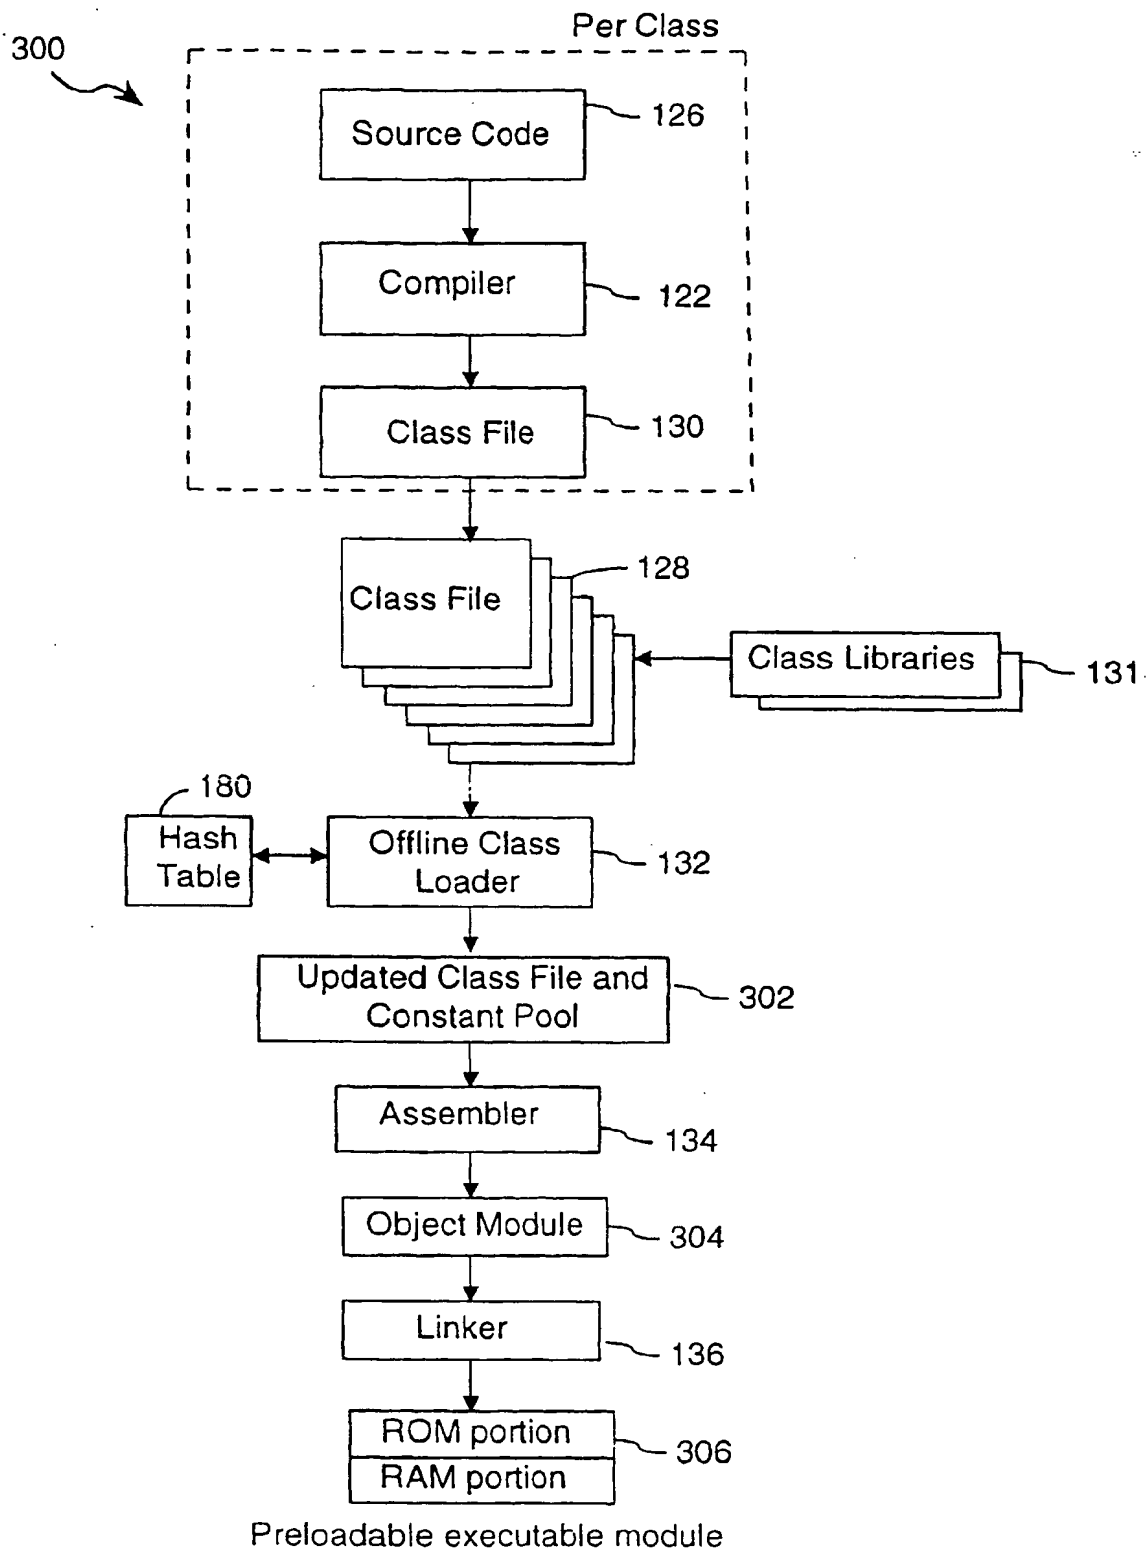 Per Class
300
Source Code
126
Compiler
122
Class File
130
Class File
128
Class Libraries
131
180
Hash
Table
Offline Class
Loader
132
Updated Class File and
Constant Pool
302
Assembler
134
Object Module
304
Linker
136
ROM portion
306
RAM portion
Preloadable executable module